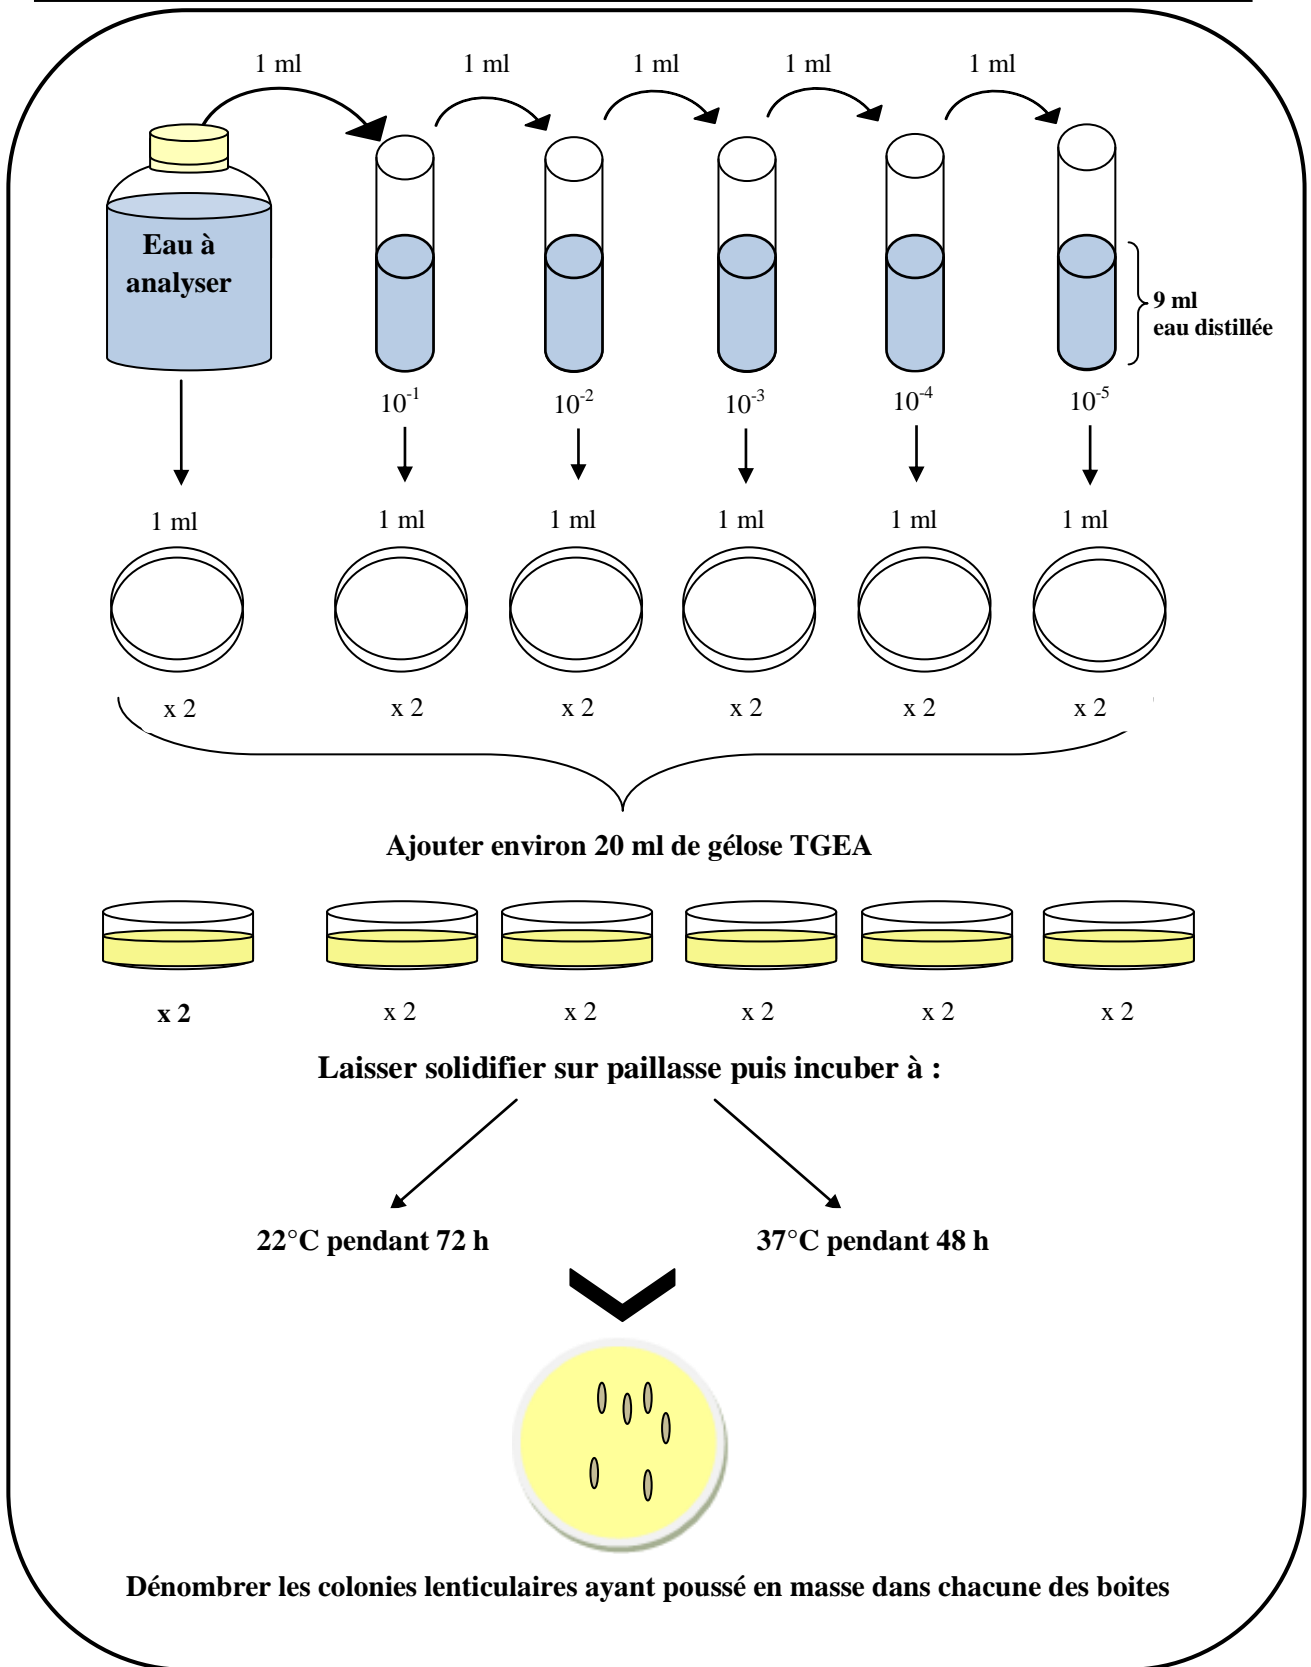 1 ml 1 ml 1 ml 1 ml 1 ml
Eau à
analyser
9 ml
eau distillée
10⁻¹ 10⁻² 10⁻³ 10⁻⁴ 10⁻⁵
1 ml 1 ml 1 ml 1 ml 1 ml 1 ml
x 2 x 2 x 2 x 2 x 2 x 2
Ajouter environ 20 ml de gélose TGEA
x 2 x 2 x 2 x 2 x 2 x 2
Laisser solidifier sur paillasse puis incuber à :
22°C pendant 72 h 37°C pendant 48 h
Dénombrer les colonies lenticulaires ayant poussé en masse dans chacune des boites